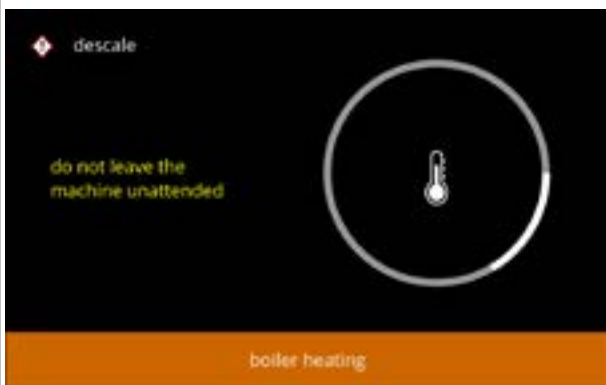 descale
do not leave the
machine unattended
boiler heating